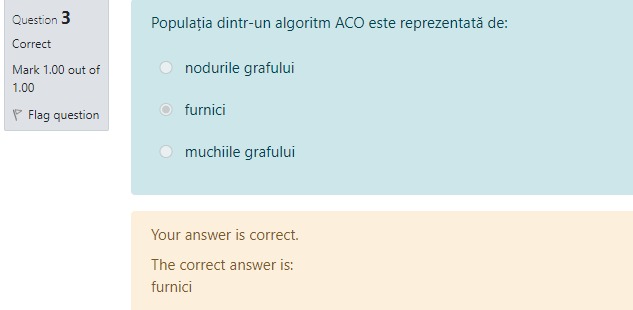 Question 3
Correct
Mark 1.00 out of
1.00
Flag question
Populația dintr-un algoritm ACO este reprezentată de:
nodurile grafului
furnici
muchiile grafului
Your answer is correct.
The correct answer is:
furnici